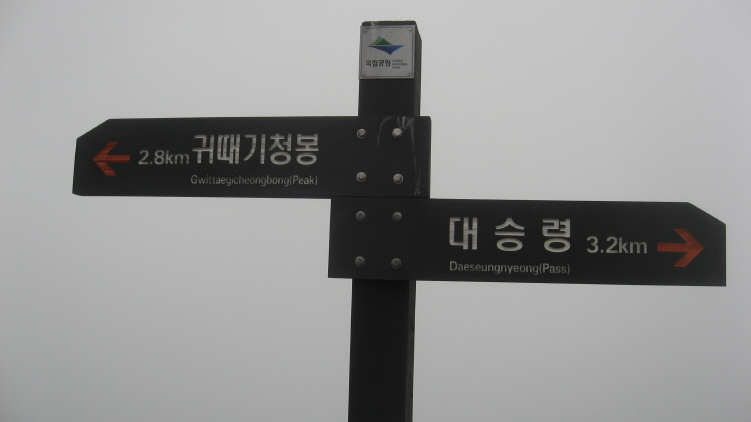 국립공원
2.8km 귀때기청봉
Gwittaegicheongbong(Peak)
대승령 3.2km
Daeseungnyeong(Pass)